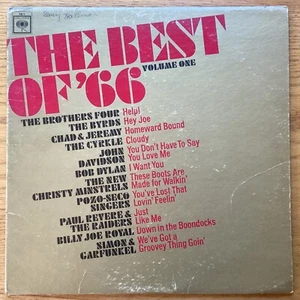 THE BEST
OF '66
VOLUME ONE
THE BROTHERS FOUR Help!
THE BYRDS Hey Joe
CHAD & JEREMY Homeward Bound
THE CYRKLE Cloudy
JOHN DAVIDSON You Don't Have To Say You Love Me
BOB DYLAN I Want You
THE NEW CHRISTY MINSTRELS These Boots Are Made for Walkin'
POZO-SECO SINGERS You've Lost That Lovin' Feelin'
PAUL REVERE & THE RAIDERS Just Like Me
BILLY JOE ROYAL Down in the Boondocks
SIMON & GARFUNKEL We've Got a Groovey Thing Goin'